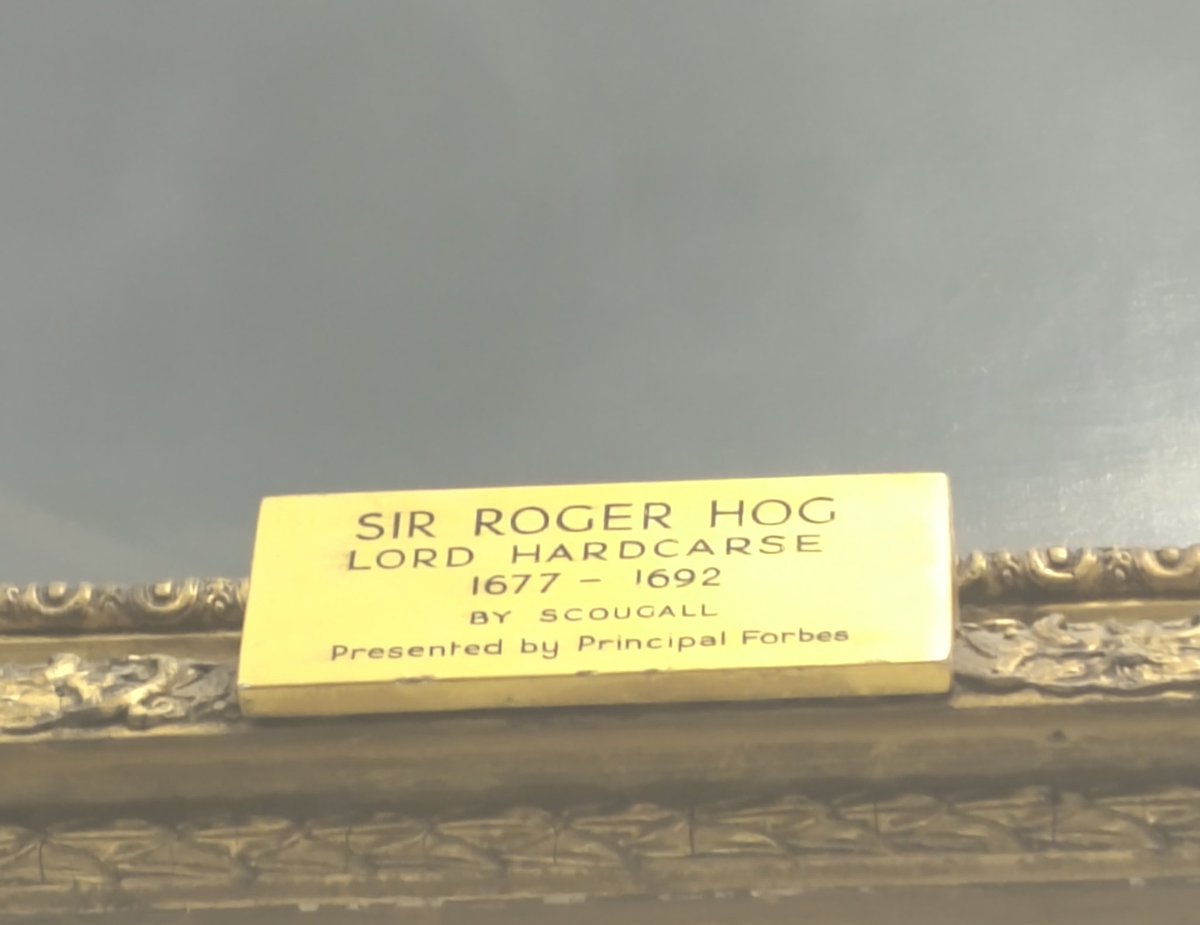 SIR ROGER HOG
LORD HARDCARSE
1677 - 1692
BY SCOUGALL
Presented by Principal Forbes